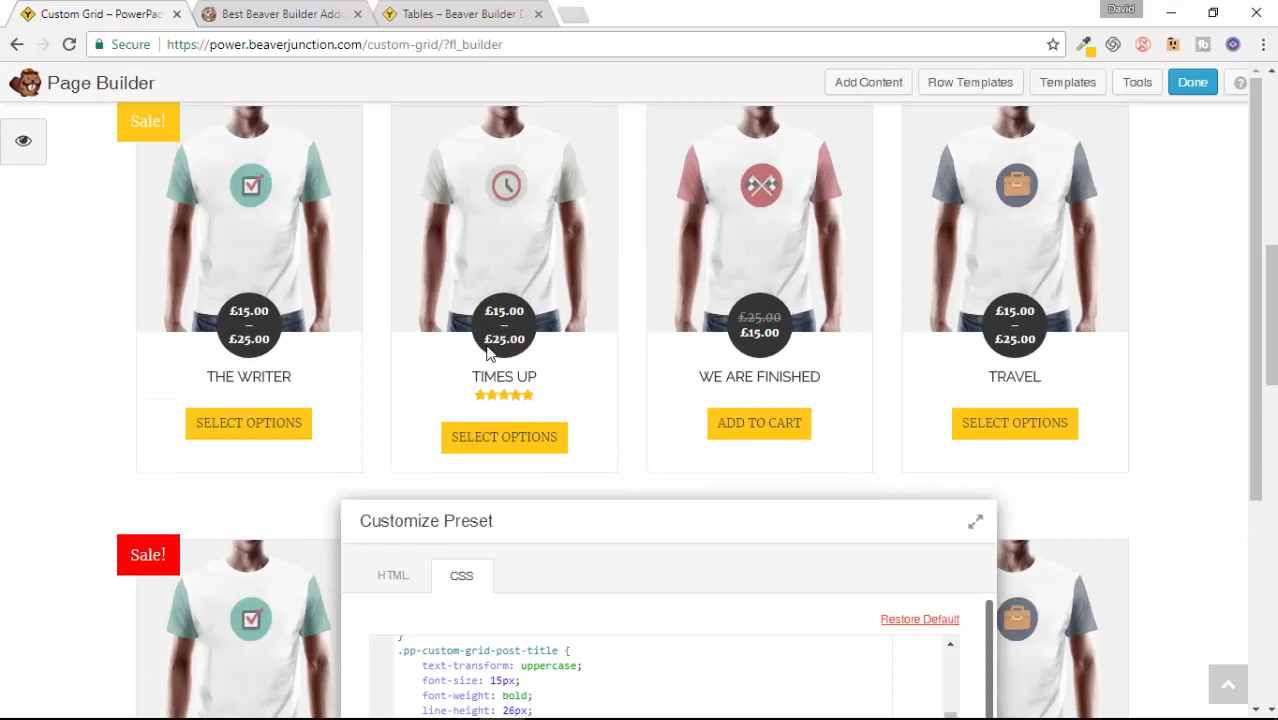 Custom Grid – PowerPac
Best Beaver Builder Add
Tables – Beaver Builder D
David
Secure
https://power.beaverjunction.com/custom-grid/?fl_builder
Page Builder
Add Content
Row Templates
Templates
Tools
Done
?
Sale!
£15.00
–
£25.00
£15.00
–
£25.00
£25.00
£15.00
£15.00
–
£25.00
THE WRITER
TIMES UP
WE ARE FINISHED
TRAVEL
SELECT OPTIONS
SELECT OPTIONS
ADD TO CART
SELECT OPTIONS
Sale!
Customize Preset
HTML
CSS
Restore Default
}
.pp-custom-grid-post-title {
text-transform: uppercase;
font-size: 15px;
font-weight: bold;
line-height: 26px;